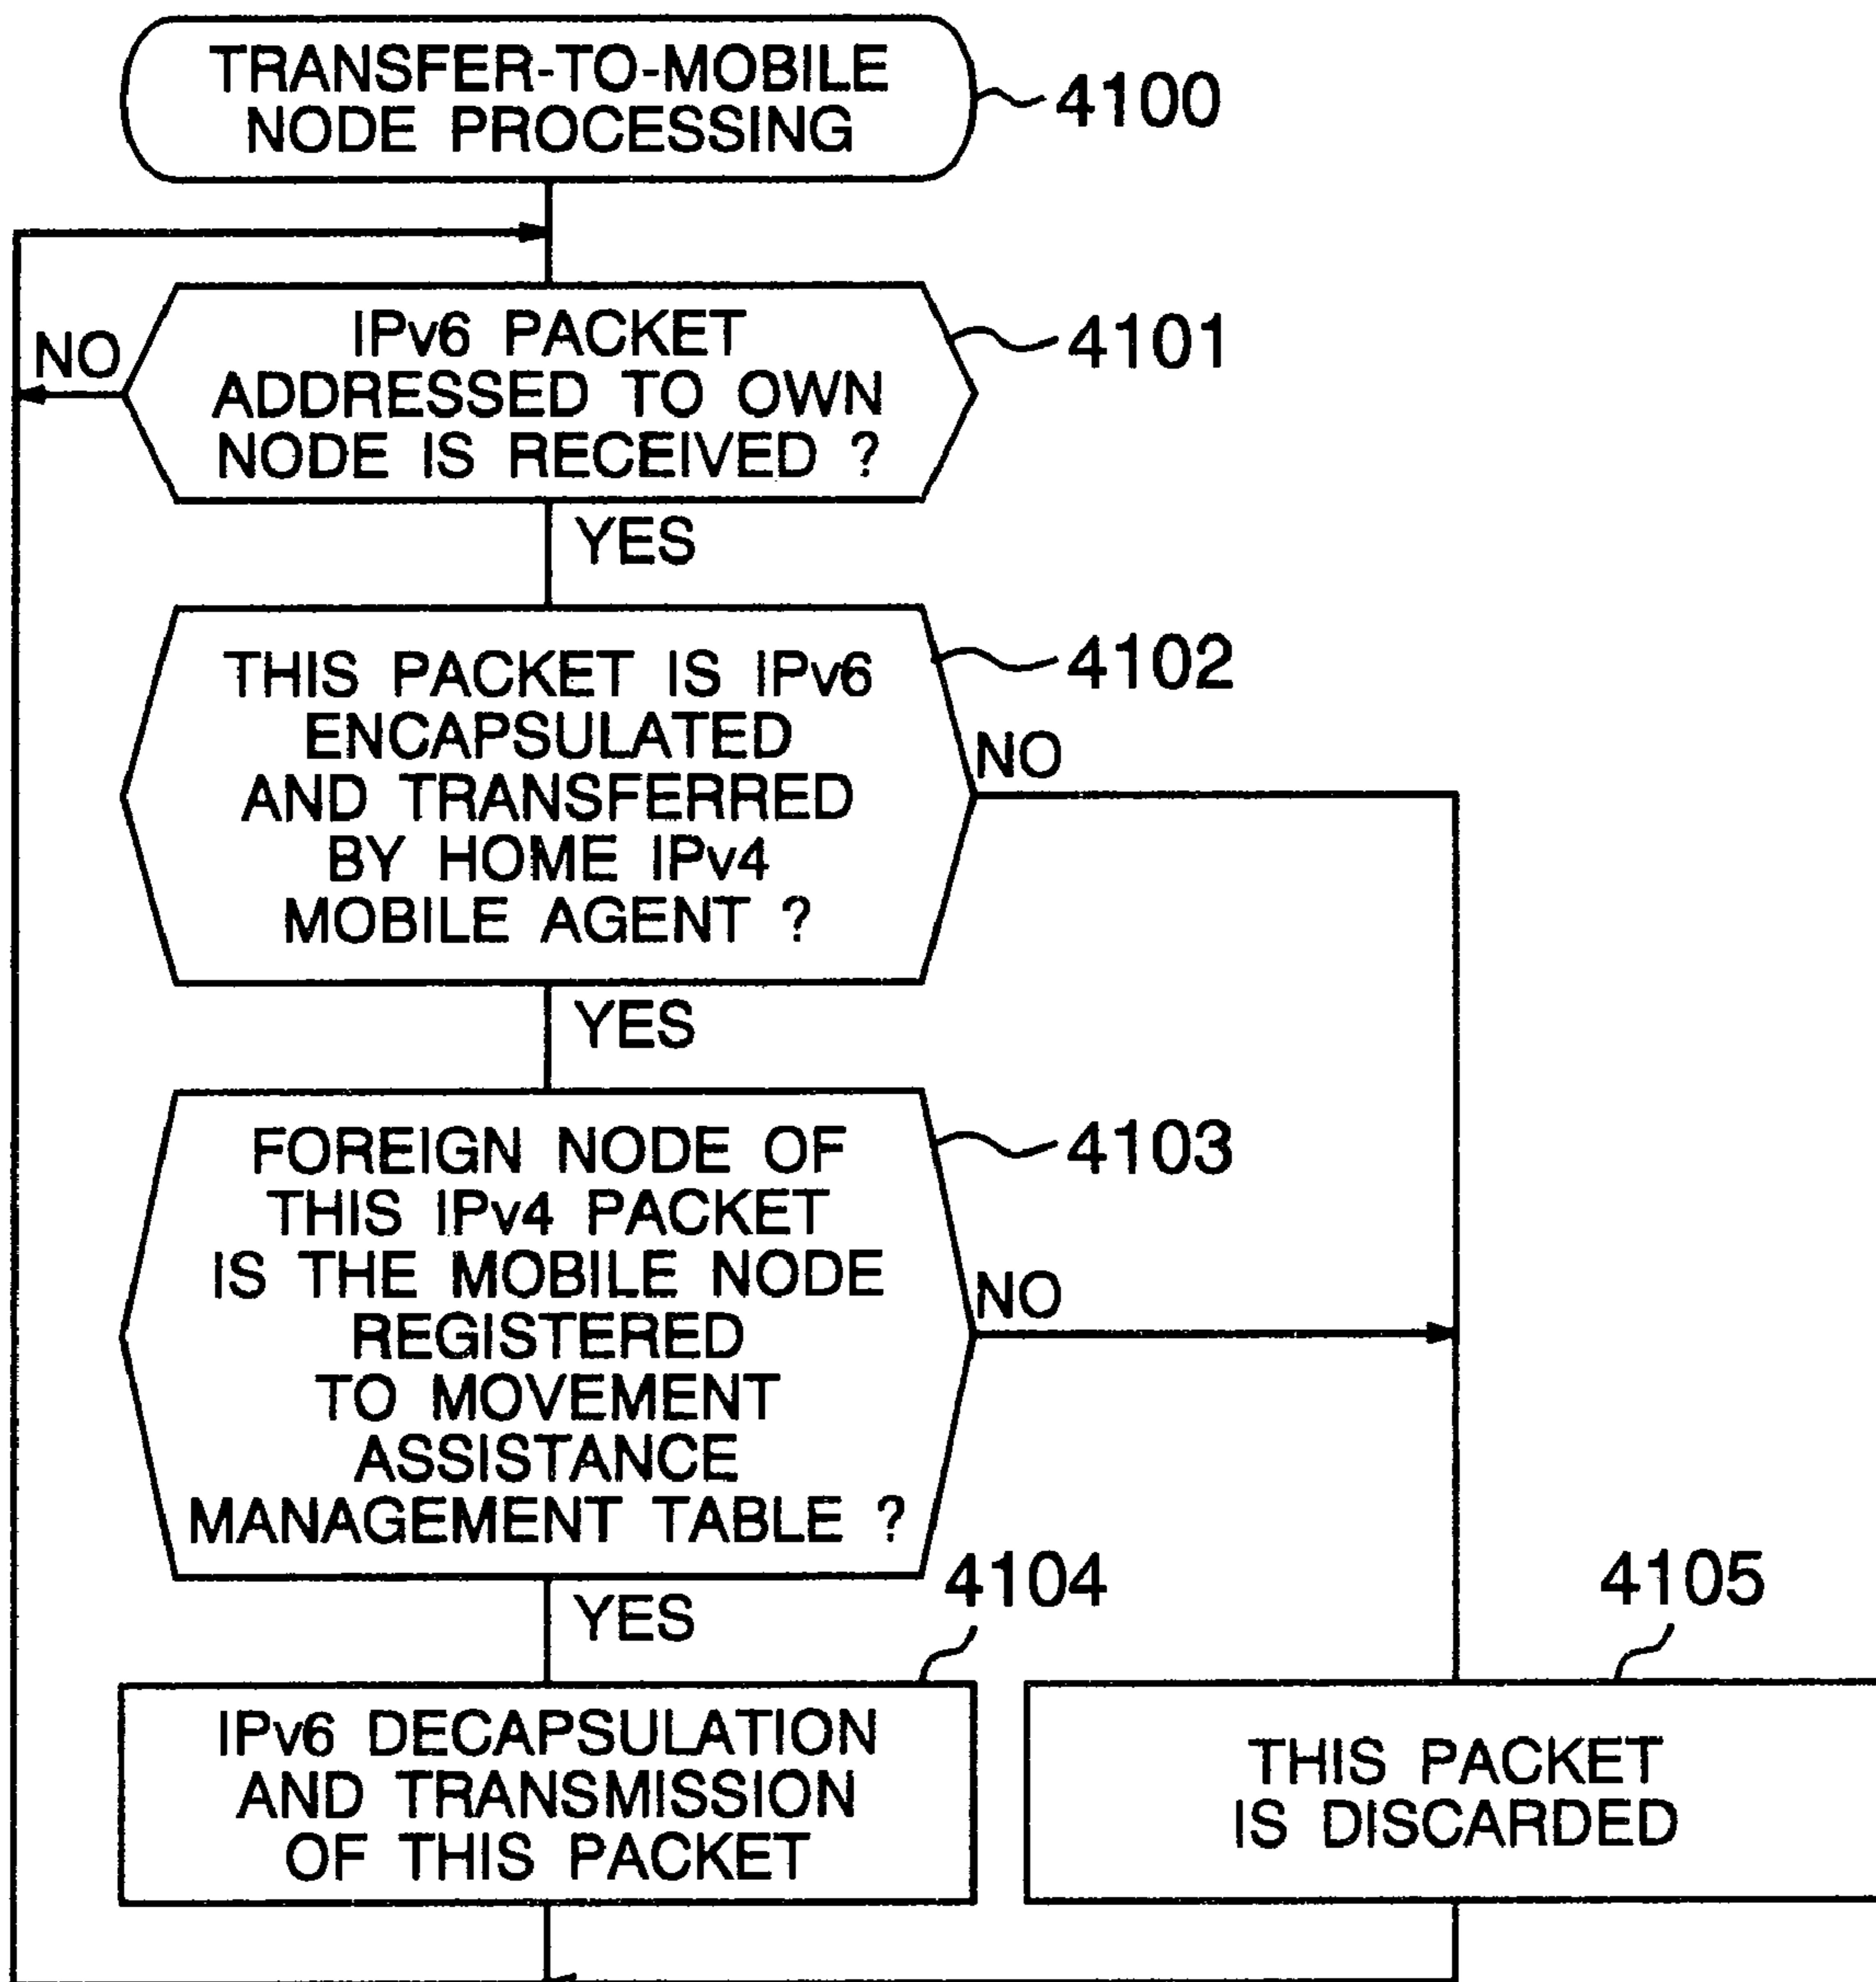 TRANSFER-TO-MOBILE
NODE PROCESSING
4100
NO
IPv6 PACKET
ADDRESSED TO OWN
NODE IS RECEIVED ?
4101
YES
THIS PACKET IS IPv6
ENCAPSULATED
AND TRANSFERRED
BY HOME IPv4
MOBILE AGENT ?
4102
NO
YES
FOREIGN NODE OF
THIS IPv4 PACKET
IS THE MOBILE NODE
REGISTERED
TO MOVEMENT
ASSISTANCE
MANAGEMENT TABLE ?
4103
NO
YES
4104
IPv6 DECAPSULATION
AND TRANSMISSION
OF THIS PACKET
4105
THIS PACKET
IS DISCARDED